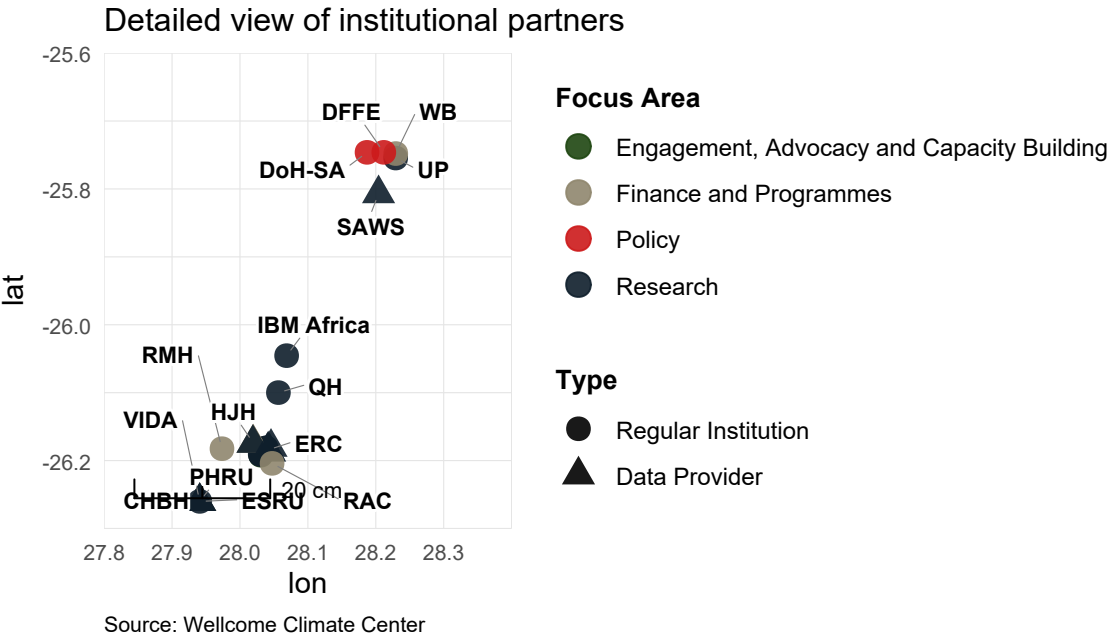 Detailed view of institutional partners
-25.6
-25.8
-26.0
-26.2
lat
DFFE
WB
DoH-SA
UP
SAWS
IBM Africa
RMH
QH
VIDA
HJH
ERC
PHRU
20 cm
CHBH
ESRU
RAC
27.8
27.9
28.0
28.1
28.2
28.3
lon
Source: Wellcome Climate Center
Focus Area
Engagement, Advocacy and Capacity Building
Finance and Programmes
Policy
Research
Type
Regular Institution
Data Provider